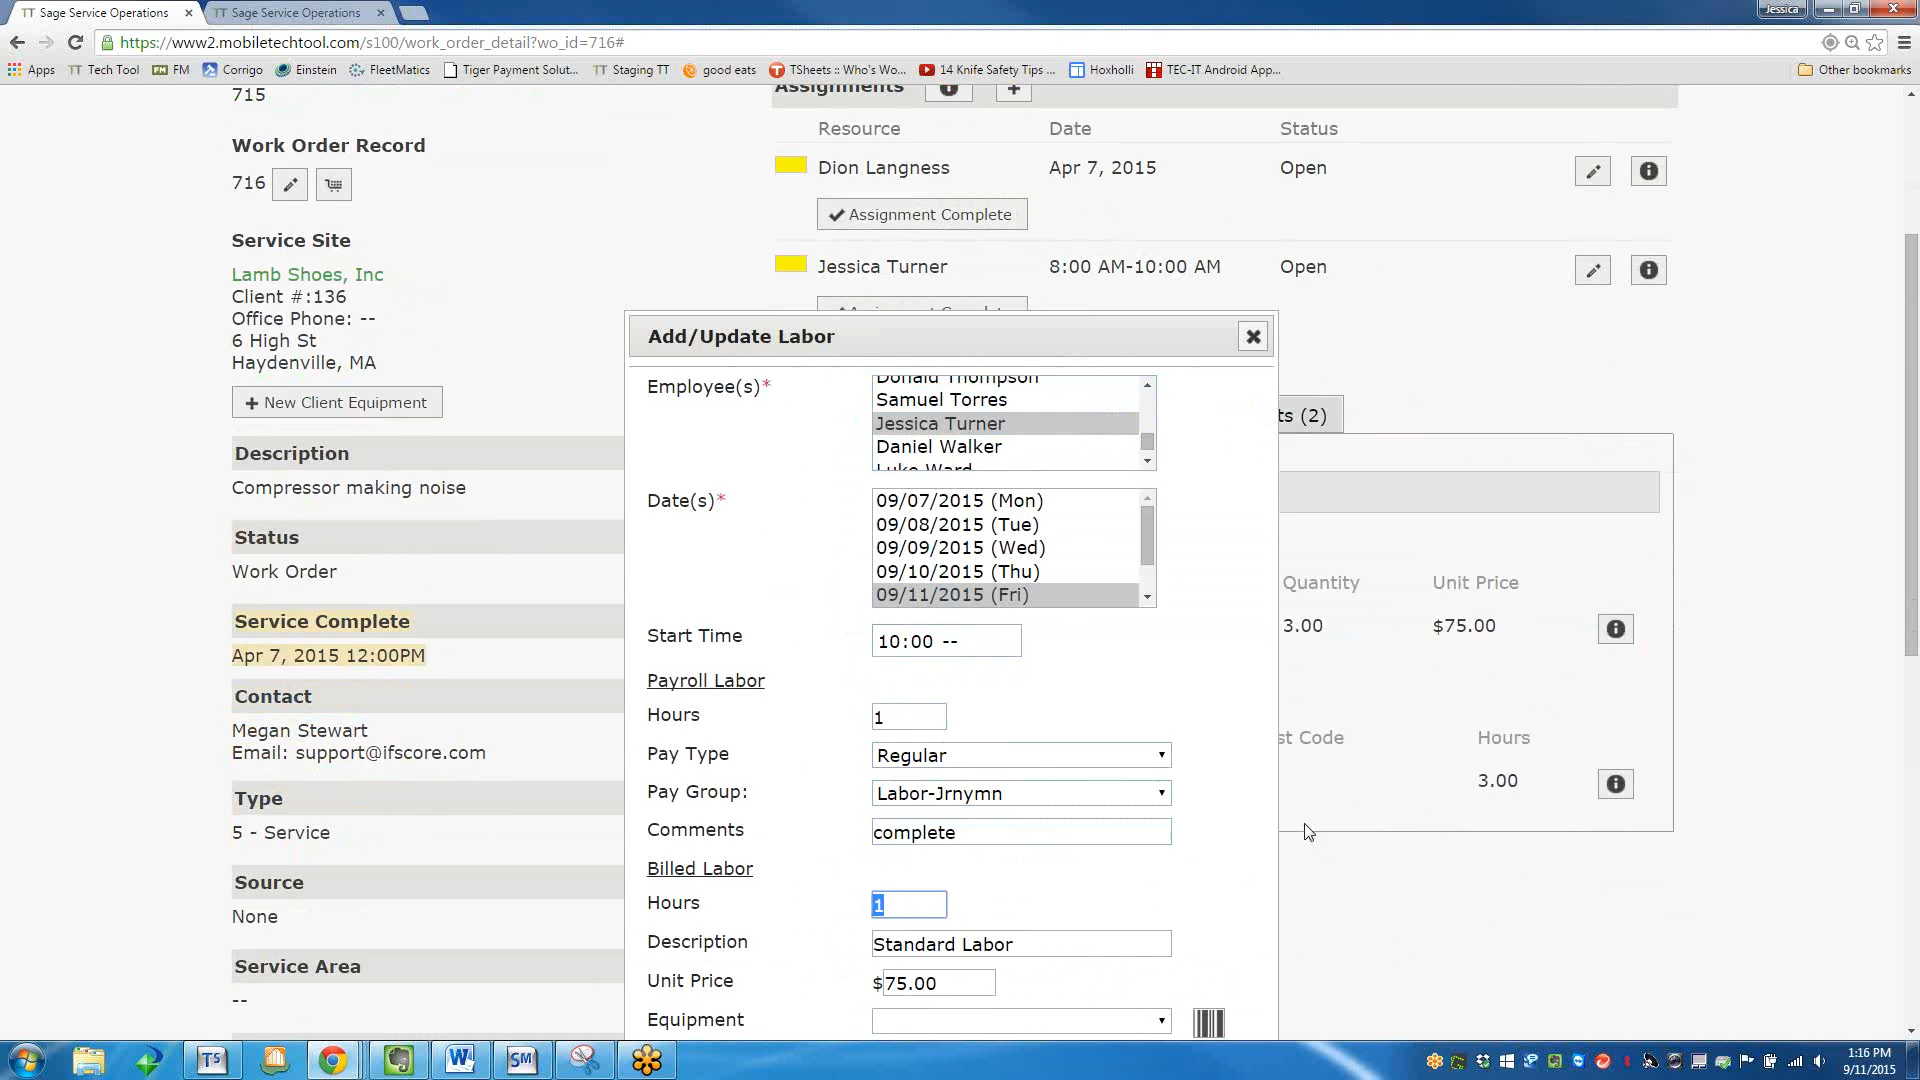 Sage Service Operations
Sage Service Operations
Jessica
https://www2.mobiletechtool.com/s100/work_order_detail?wo_id=716#
Apps
Tech Tool
FM
Corrigo
Einstein
FleetMatics
Tiger Payment Solut...
Staging TT
good eats
TSheets :: Who's Wo...
14 Knife Safety Tips ...
Hoxholli
TEC-IT Android App...
Other bookmarks
715
Work Order Record
716
Service Site
Lamb Shoes, Inc
Client #:136
Office Phone: --
6 High St
Haydenville, MA
New Client Equipment
Description
Compressor making noise
Status
Work Order
Service Complete
Apr 7, 2015 12:00PM
Contact
Megan Stewart
Email: support@ifscore.com
Type
5 - Service
Source
None
Service Area
--
Assignments
Resource Date Status
Dion Langness Apr 7, 2015 Open
Assignment Complete
Jessica Turner 8:00 AM-10:00 AM Open
Assignment Complete
Add/Update Labor
Employee(s)*
Donald Thompson
Samuel Torres
Jessica Turner
Daniel Walker
Luke Ward
Date(s)*
09/07/2015 (Mon)
09/08/2015 (Tue)
09/09/2015 (Wed)
09/10/2015 (Thu)
09/11/2015 (Fri)
Start Time 10:00 --
Payroll Labor
Hours 1
Pay Type Regular
Pay Group: Labor-Jrnymn
Comments complete
Billed Labor
Hours 1
Description Standard Labor
Unit Price $75.00
Equipment
ts (2)
Quantity Unit Price
3.00 $75.00
st Code Hours
3.00
1:16 PM
9/11/2015